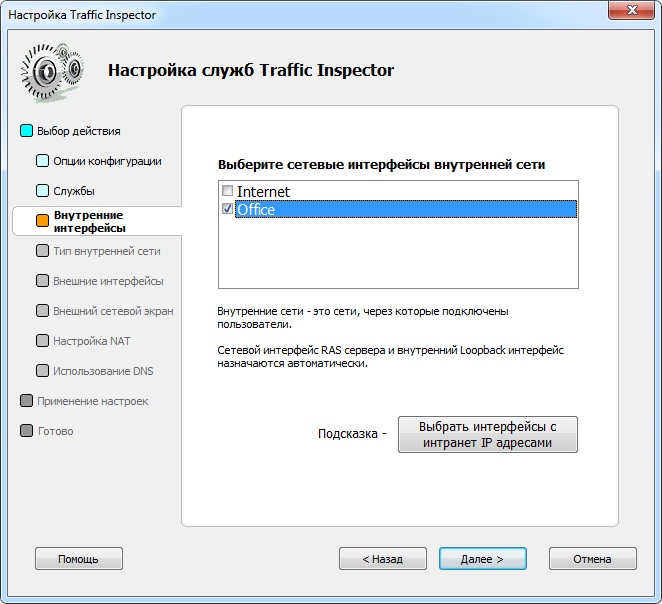 Настройка Traffic Inspector
Настройка служб Traffic Inspector
Выбор действия
Опции конфигурации
Службы
Внутренние
интерфейсы
Тип внутренней сети
Внешние интерфейсы
Внешний сетевой экран
Настройка NAT
Использование DNS
Применение настроек
Готово
Выберите сетевые интерфейсы внутренней сети
Internet
Office
Внутренние сети - это сети, через которые подключены
пользователи.
Сетевой интерфейс RAS сервера и внутренний Loopback интерфейс
назначаются автоматически.
Подсказка -
Выбрать интерфейсы с
интранет IP адресами
Помощь
< Назад
Далее >
Отмена